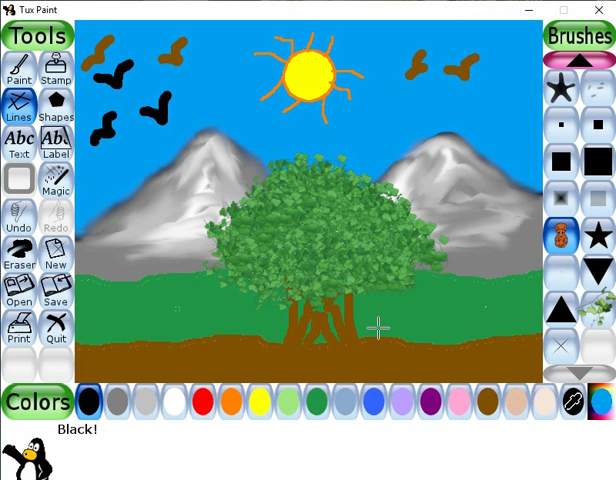 Tux Paint
Tools
Brushes
Paint
Stamp
Lines
Shapes
Abc
Abc
Text
Label
Magic
Undo
Redo
Eraser
New
Open
Save
Print
Quit
Colors
Black!